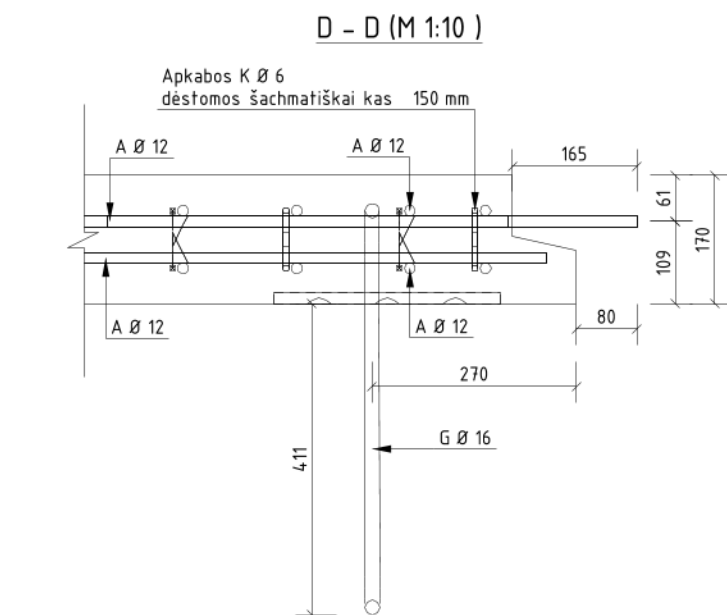 D - D (M 1:10 )
Apkabos K Ø 6
dėstomos šachmatiškai kas 150 mm
A Ø 12
A Ø 12
165
61
170
109
A Ø 12
A Ø 12
80
270
G Ø 16
411